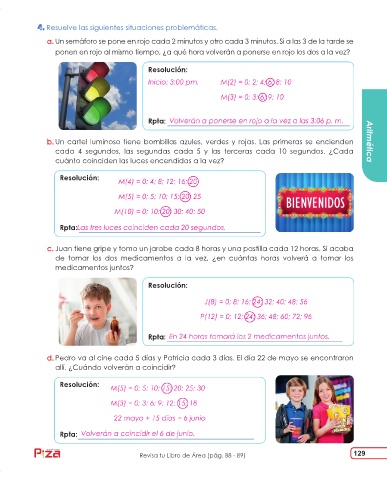 4. Resuelve las siguientes situaciones problemáticas.
a. Un semáforo se pone en rojo cada 2 minutos y otro cada 3 minutos. Si a las 3 de la tarde se
ponen en rojo al mismo tiempo, ¿a qué hora volverán a ponerse en rojo los dos a la vez?
Resolución:
Inicio: 3:00 pm. M(2) = 0; 2; 4; 6; 8; 10
M(3) = 0; 3; 6; 9; 10
Rpta: Volverán a ponerse en rojo a la vez a las 3:06 p. m.
Aritmética
b. Un cartel luminoso tiene bombillas azules, verdes y rojas. Las primeras se encienden
cada 4 segundos, las segundas cada 5 y las terceras cada 10 segundos. ¿Cada
cuánto coinciden las luces encendidas a la vez?
Resolución:
M(4) = 0; 4; 8; 12; 16; 20
M(5) = 0; 5; 10; 15; 20; 25
M(10) = 0; 10; 20; 30; 40; 50
BIENVENIDOS
Rpta: Las tres luces coinciden cada 20 segundos.
c. Juan tiene gripe y toma un jarabe cada 8 horas y una pastilla cada 12 horas. Si acaba
de tomar los dos medicamentos a la vez, ¿en cuántas horas volverá a tomar los
medicamentos juntos?
Resolución:
J(8) = 0; 8; 16; 24; 32; 40; 48; 56
P(12) = 0; 12; 24; 36; 48; 60; 72; 96
Rpta: En 24 horas tomará los 2 medicamentos juntos.
d. Pedro va al cine cada 5 días y Patricia cada 3 días. El día 22 de mayo se encontraron
allí. ¿Cuándo volverán a coincidir?
Resolución:
M(5) = 0; 5; 10; 15; 20; 25; 30
M(3) = 0; 3; 6; 9; 12; 15; 18
22 mayo + 15 días = 6 junio
Rpta: Volverán a coincidir el 6 de junio.
Pza
Revisa tu Libro de Área (pág. 88 - 89)
129